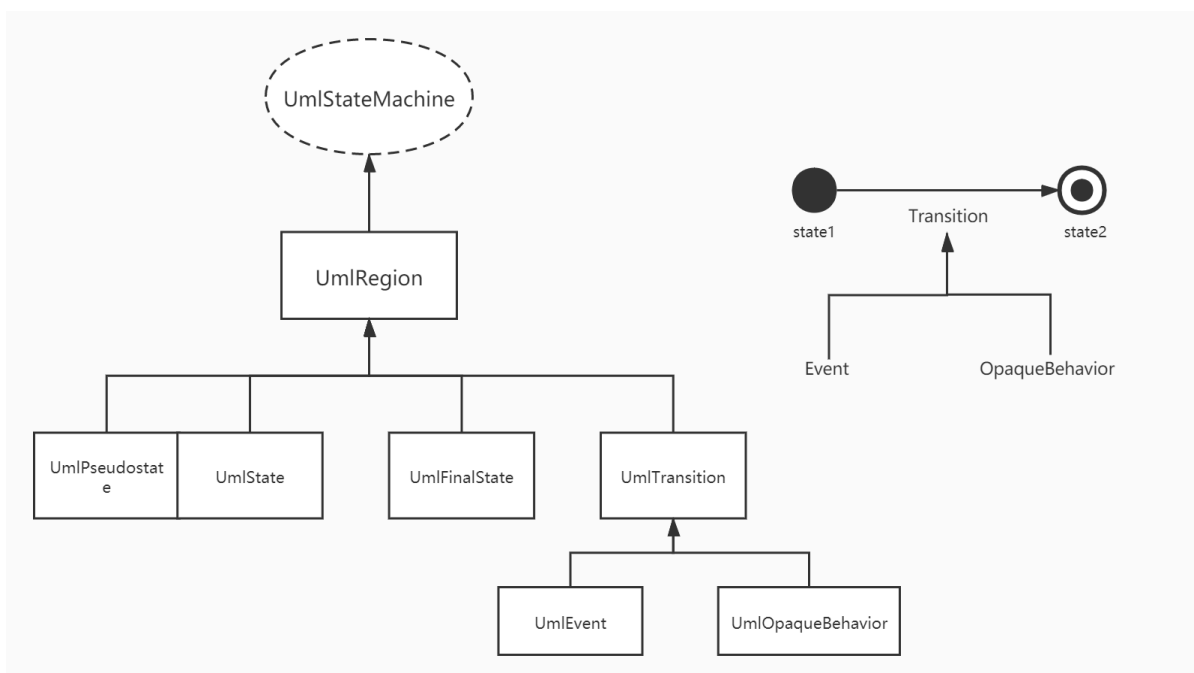 UmlStateMachine
UmlRegion
UmlPseudostat
e
UmlState
UmlFinalState
UmlTransition
UmlEvent
UmlOpaqueBehavior
Transition
state1
state2
Event
OpaqueBehavior